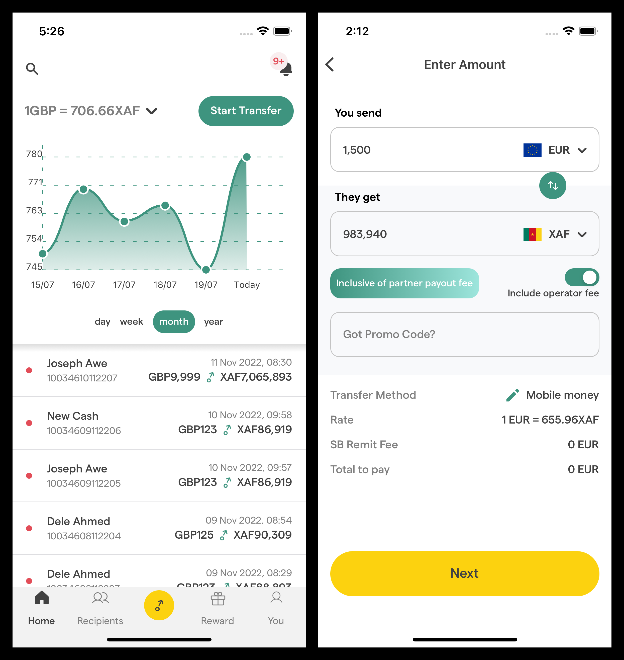 5:26
9+
1GBP = 706.66XAF
Start Transfer
780
771
763
754
745
15/07 16/07 17/07 18/07 19/07 Today
day week month year
Joseph Awe 11 Nov 2022, 08:30
10034610112207 GBP9,999 XAF7,065,893
New Cash 10 Nov 2022, 09:58
10034609112206 GBP123 XAF86,919
Joseph Awe 10 Nov 2022, 09:57
10034609112205 GBP123 XAF86,919
Dele Ahmed 09 Nov 2022, 08:54
10034608112204 GBP125 XAF90,309
Dele Ahmed 09 Nov 2022, 08:29
Home Recipients Reward You
2:12
Enter Amount
You send
1,500 EUR
They get
983,940 XAF
Inclusive of partner payout fee
Include operator fee
Got Promo Code?
Transfer Method Mobile money
Rate 1 EUR = 655.96XAF
SB Remit Fee 0 EUR
Total to pay 0 EUR
Next